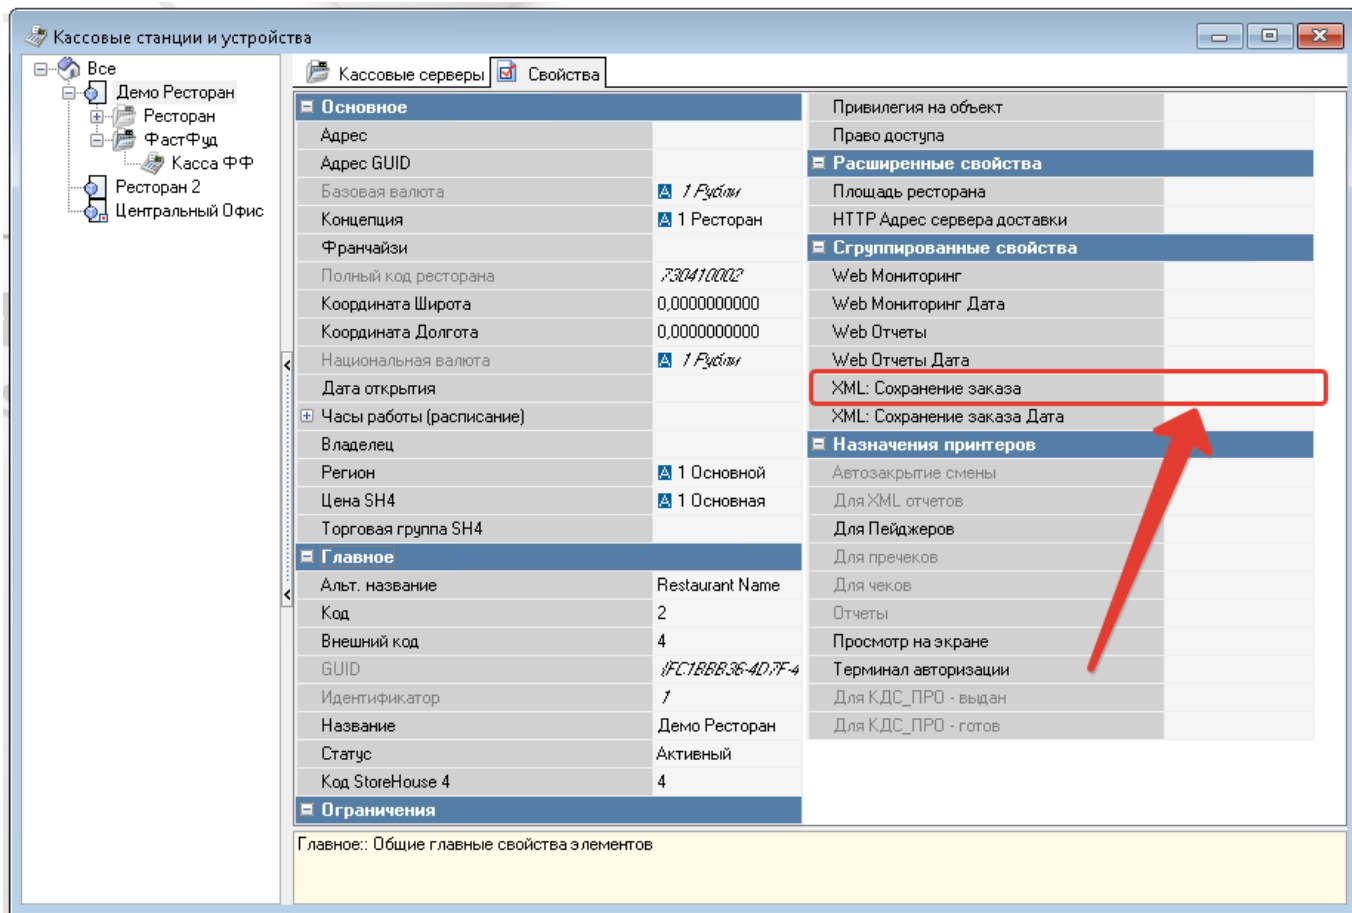 Кассовые станции и устройства
Все
Демо Ресторан
Ресторан
ФастФуд
Касса ФФ
Ресторан 2
Центральный Офис
Кассовые серверы
Свойства
Основное
Адрес
Адрес GUID
Базовая валюта 1 Рубли
Концепция 1 Ресторан
Франчайзи
Полный код ресторана 730410002
Координата Широта 0,0000000000
Координата Долгота 0,0000000000
Национальная валюта 1 Рубли
Дата открытия
Часы работы (расписание)
Владелец
Регион 1 Основной
Цена SH4 1 Основная
Торговая группа SH4
Главное
Альт. название Restaurant Name
Код 2
Внешний код 4
GUID {FC1BBB36-4D7F-4
Идентификатор 1
Название Демо Ресторан
Статус Активный
Код StoreHouse 4 4
Ограничения
Привилегия на объект
Право доступа
Расширенные свойства
Площадь ресторана
HTTP Адрес сервера доставки
Сгруппированные свойства
Web Мониторинг
Web Мониторинг Дата
Web Отчеты
Web Отчеты Дата
XML: Сохранение заказа
XML: Сохранение заказа Дата
Назначения принтеров
Автозакрытие смены
Для XML отчетов
Для Пейджеров
Для пречеков
Для чеков
Отчеты
Просмотр на экране
Терминал авторизации
Для КДС_ПРО - выдан
Для КДС_ПРО - готов
Главное:: Общие главные свойства элементов